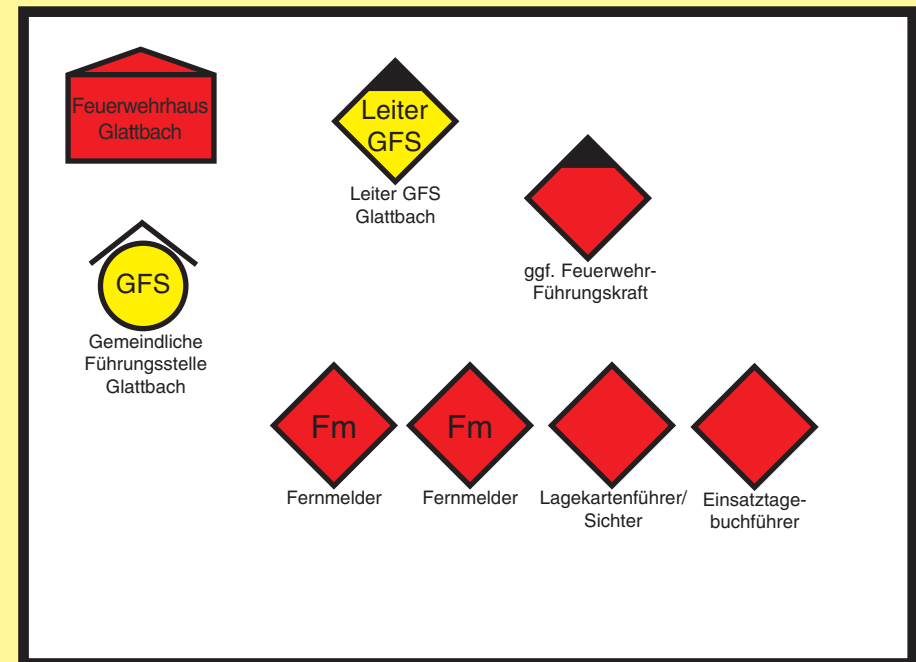 Feuerwehrhaus
Glattbach
Leiter
GFS
Leiter GFS
Glattbach
ggf. Feuerwehr-
Führungskraft
GFS
Gemeindliche
Führungsstelle
Glattbach
Fm
Fernmelder
Fm
Fernmelder
Lagekartenführer/
Sichter
Einsatztage-
buchführer